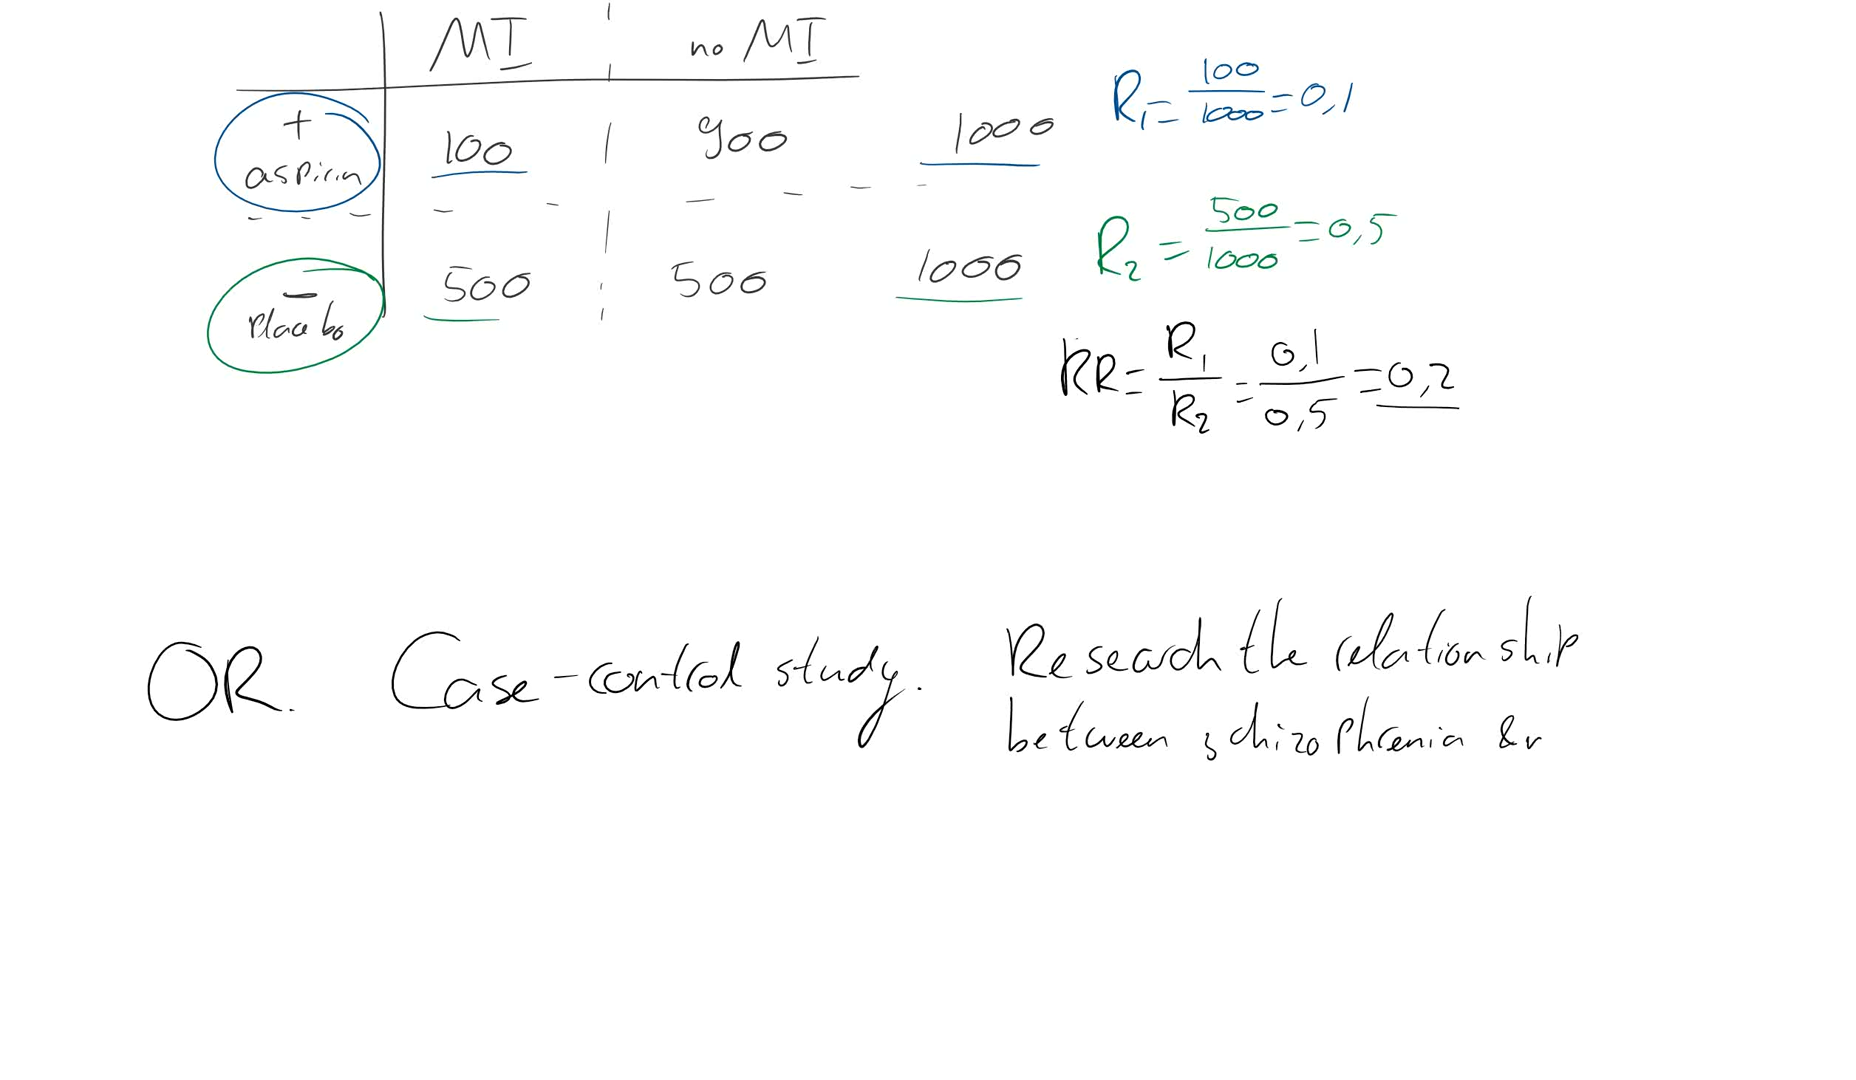 MI no MI
+ aspirin 100 900 1000
R₁ = 100/1000 = 0,1
- Placebo 500 500 1000
R₂ = 500/1000 = 0,5
RR = R₁/R₂ = 0,1/0,5 = 0,2
OR. Case-control study. Research the relationship
between schizophrenia &